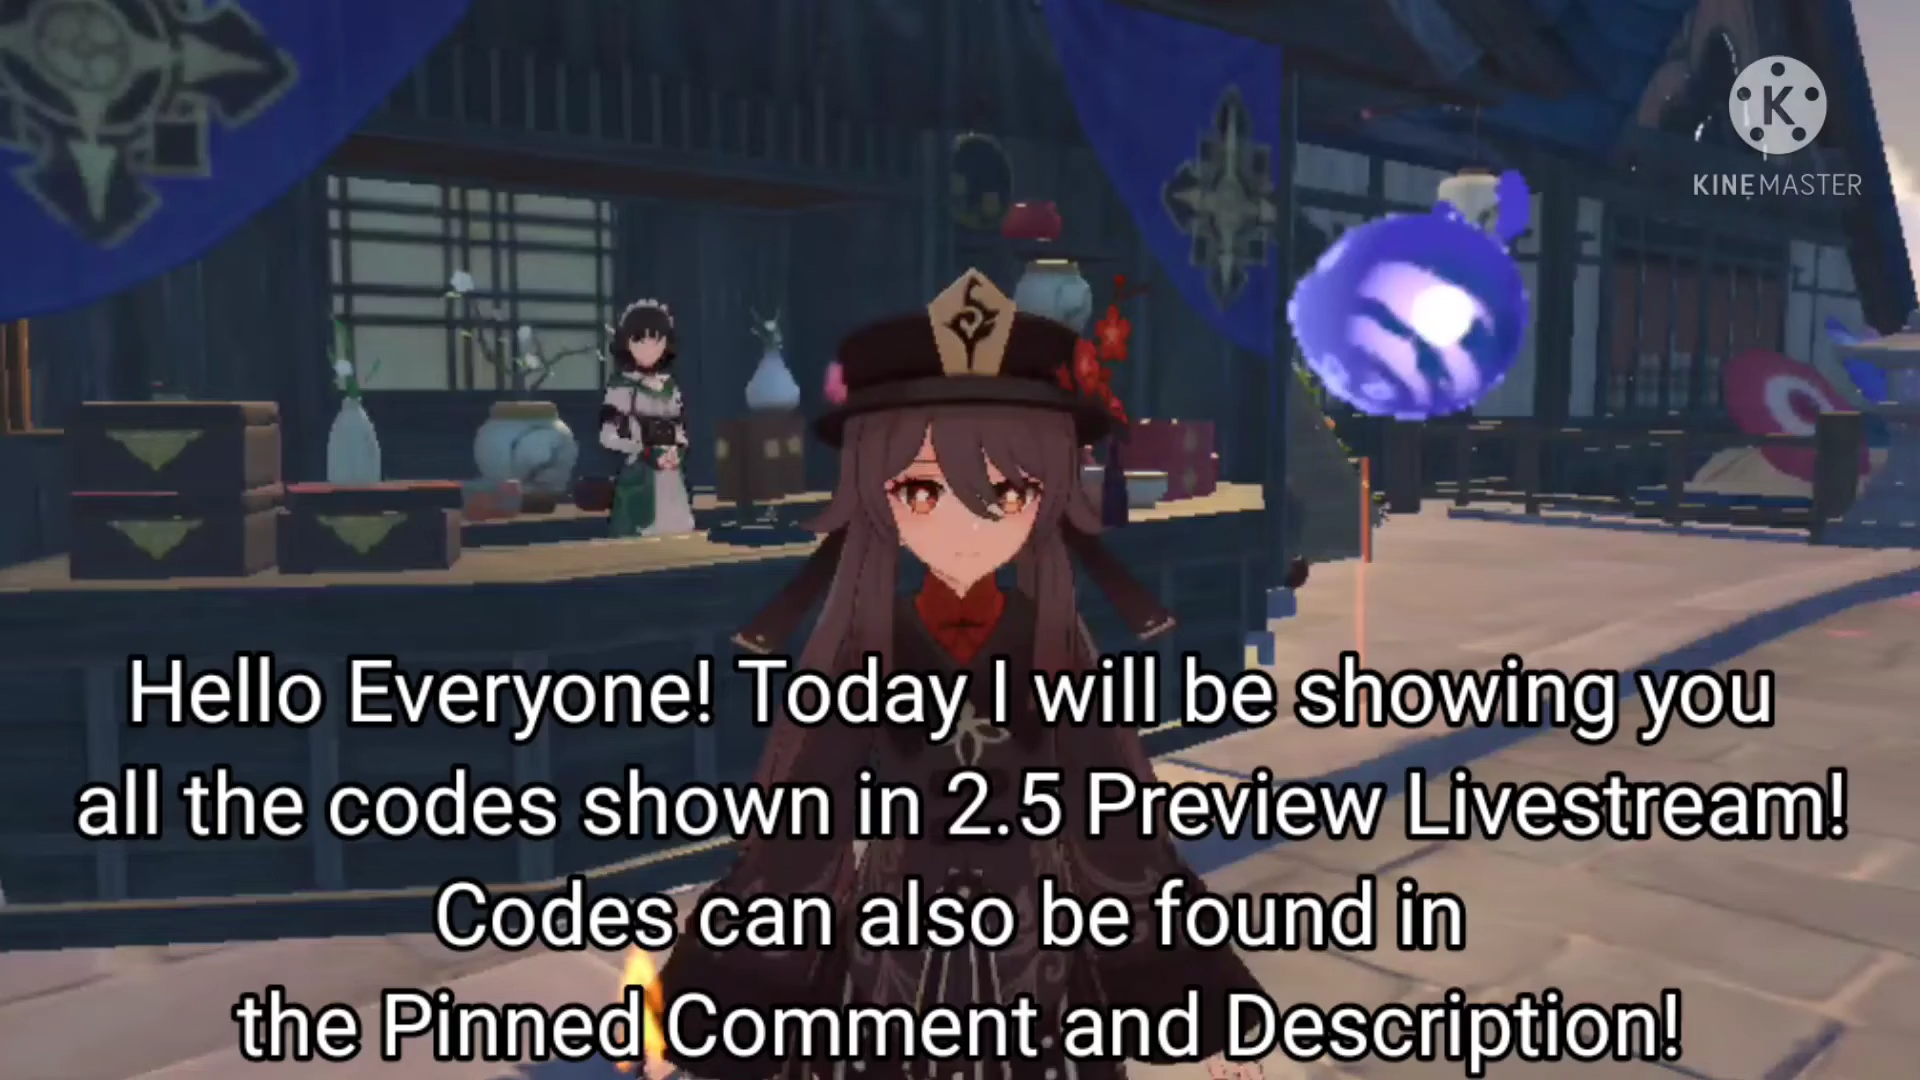 K
KINEMASTER
Hello Everyone! Today I will be showing you
all the codes shown in 2.5 Preview Livestream!
Codes can also be found in
the Pinned Comment and Description!